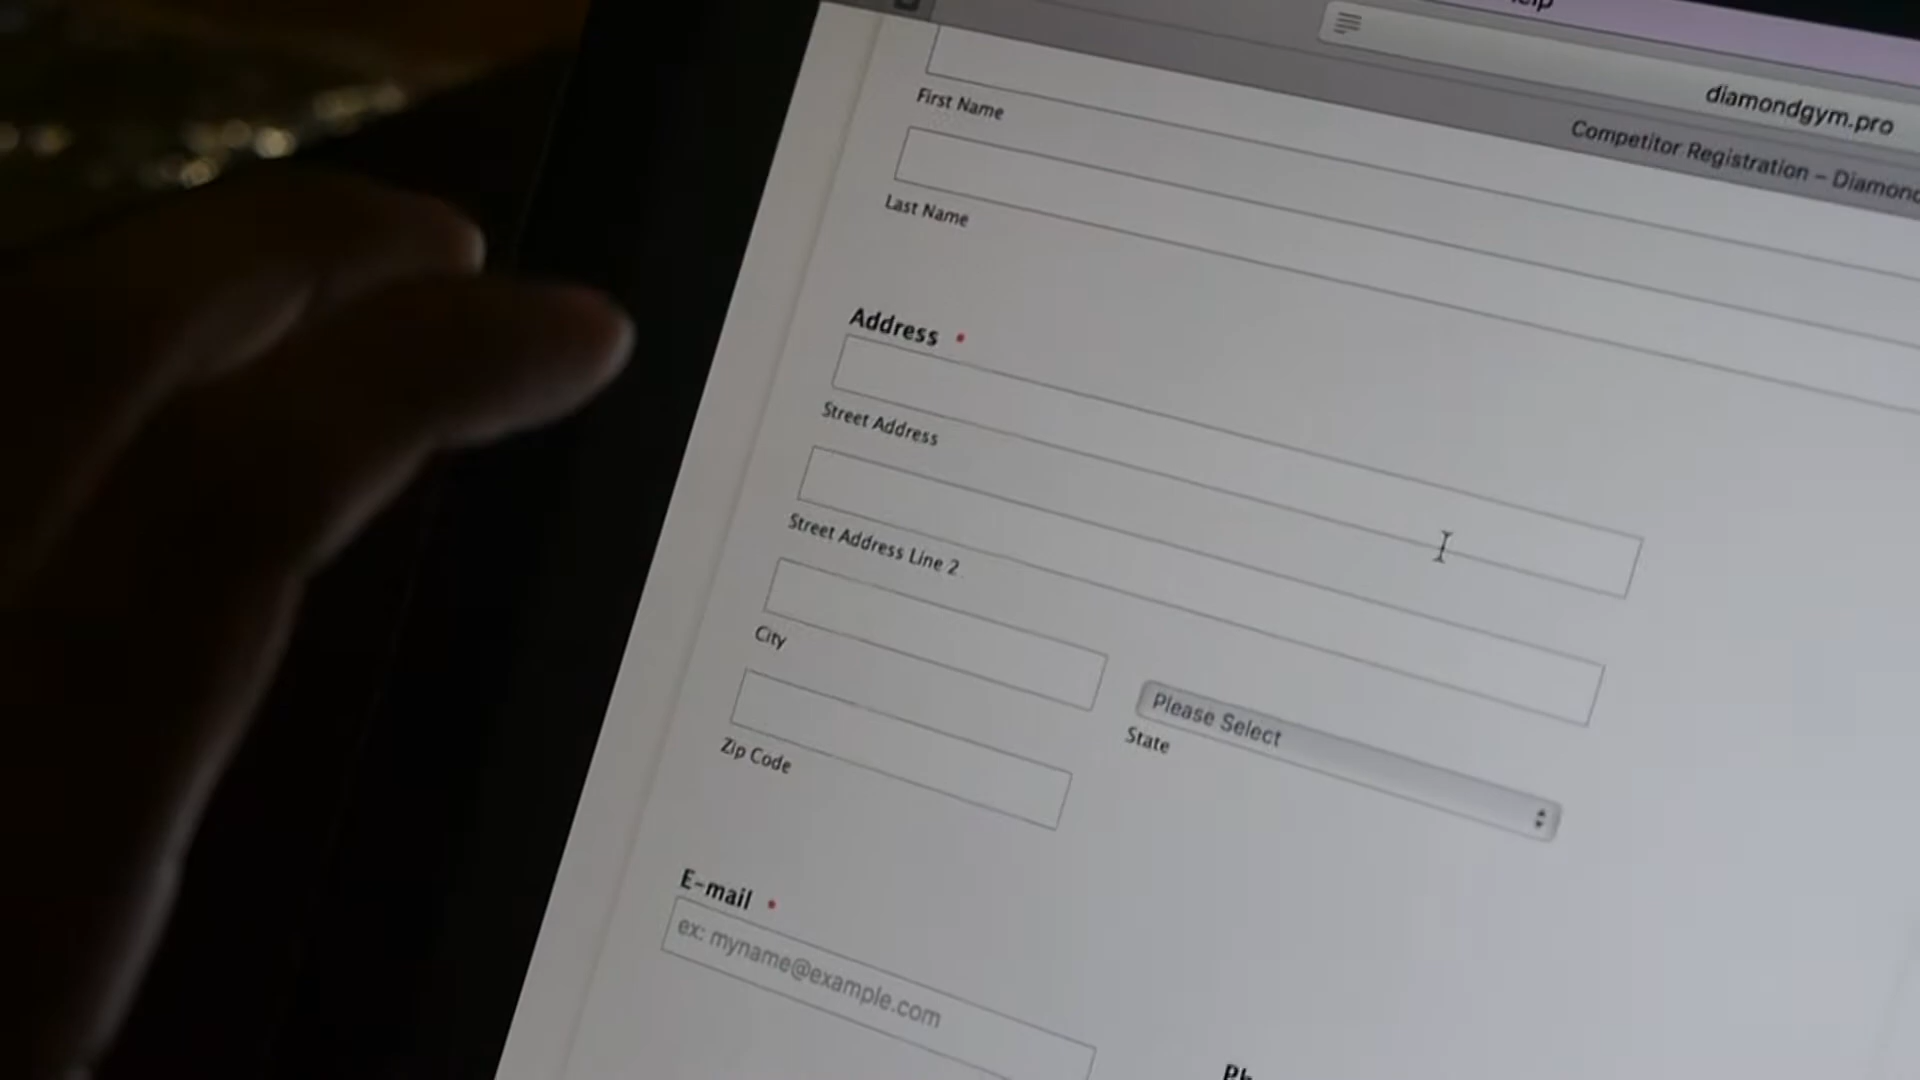 diamondgym.pro
Competitor Registration – Diamond
First Name
Last Name
Address •
Street Address
Street Address Line 2
City
Please Select
State
Zip Code
E-mail •
ex: myname@example.com